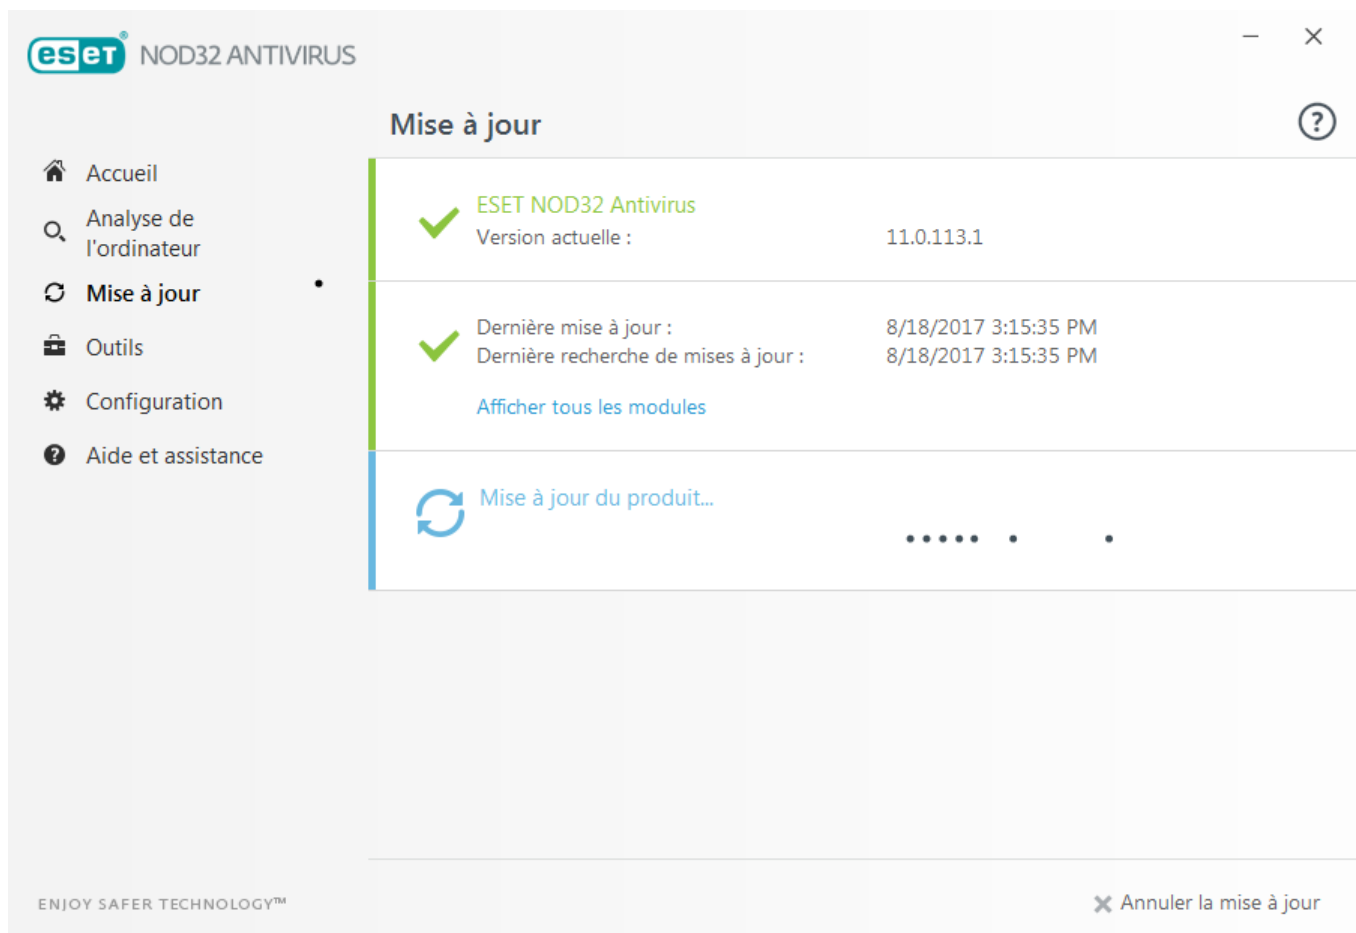 eset® NOD32 ANTIVIRUS
Mise à jour
?
Accueil
Analyse de
l'ordinateur
Mise à jour
Outils
Configuration
Aide et assistance
ESET NOD32 Antivirus
Version actuelle : 11.0.113.1
Dernière mise à jour : 8/18/2017 3:15:35 PM
Dernière recherche de mises à jour : 8/18/2017 3:15:35 PM
Afficher tous les modules
Mise à jour du produit...
ENJOY SAFER TECHNOLOGY™
Annuler la mise à jour